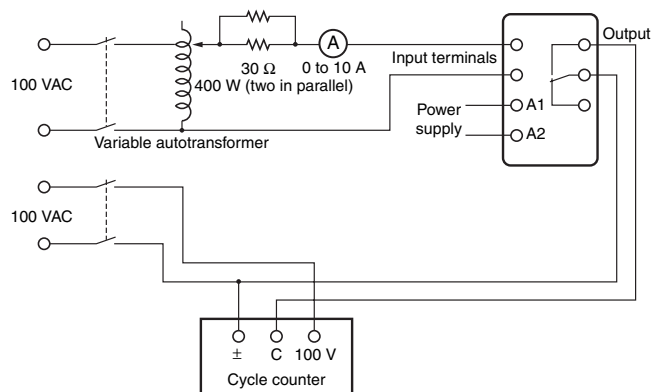 100 VAC
Variable autotransformer
30 Ω
400 W (two in parallel)
A
0 to 10 A
Input terminals
Power
supply
A1
A2
Output
100 VAC
± C 100 V
Cycle counter